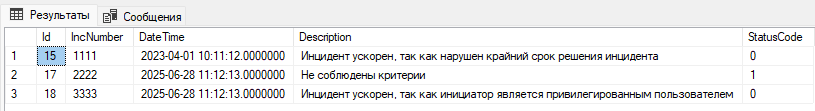 Результаты Сообщения
Id IncNumber DateTime Description StatusCode
1 15 1111 2023-04-01 10:11:12.0000000 Инцидент ускорен, так как нарушен крайний срок решения инцидента 0
2 17 2222 2025-06-28 11:12:13.0000000 Не соблюдены критерии 1
3 18 3333 2025-06-28 11:12:13.0000000 Инцидент ускорен, так как инициатор является привилегированным пользователем 0